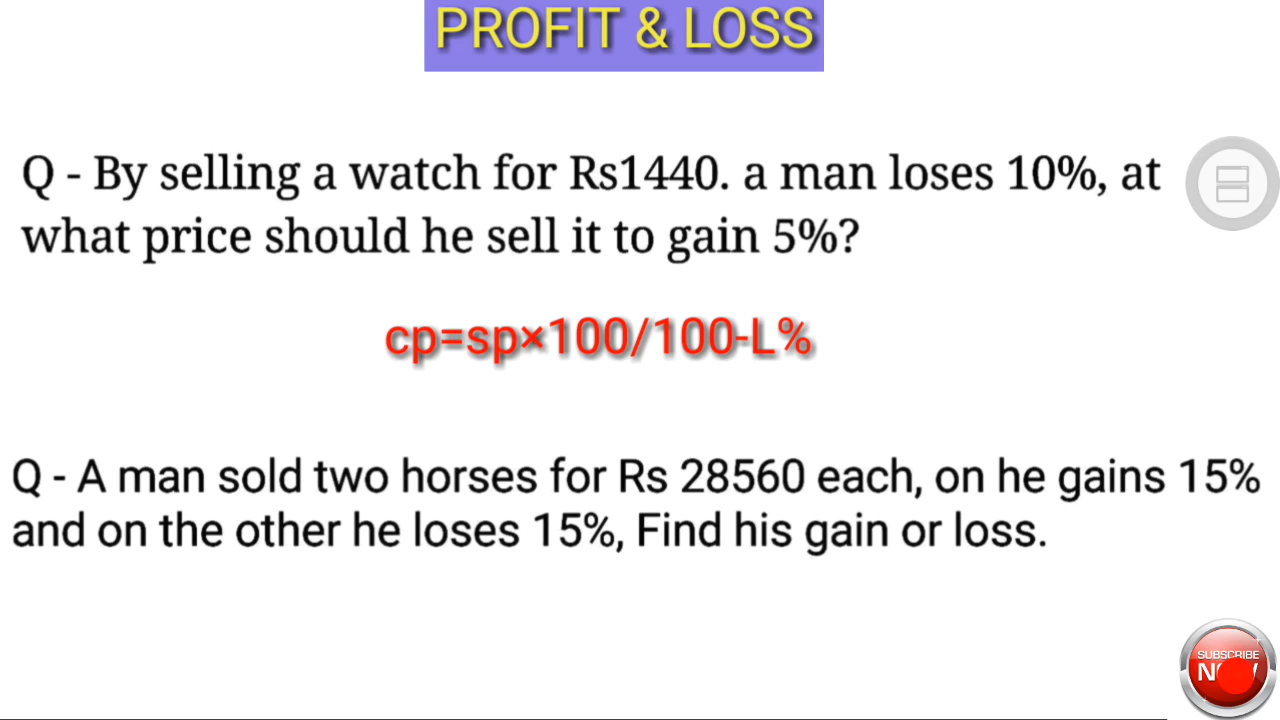 PROFIT & LOSS
Q - By selling a watch for Rs1440. a man loses 10%, at
what price should he sell it to gain 5%?
cp=sp×100/100-L%
Q - A man sold two horses for Rs 28560 each, on he gains 15%
and on the other he loses 15%, Find his gain or loss.
SUBSCRIBE